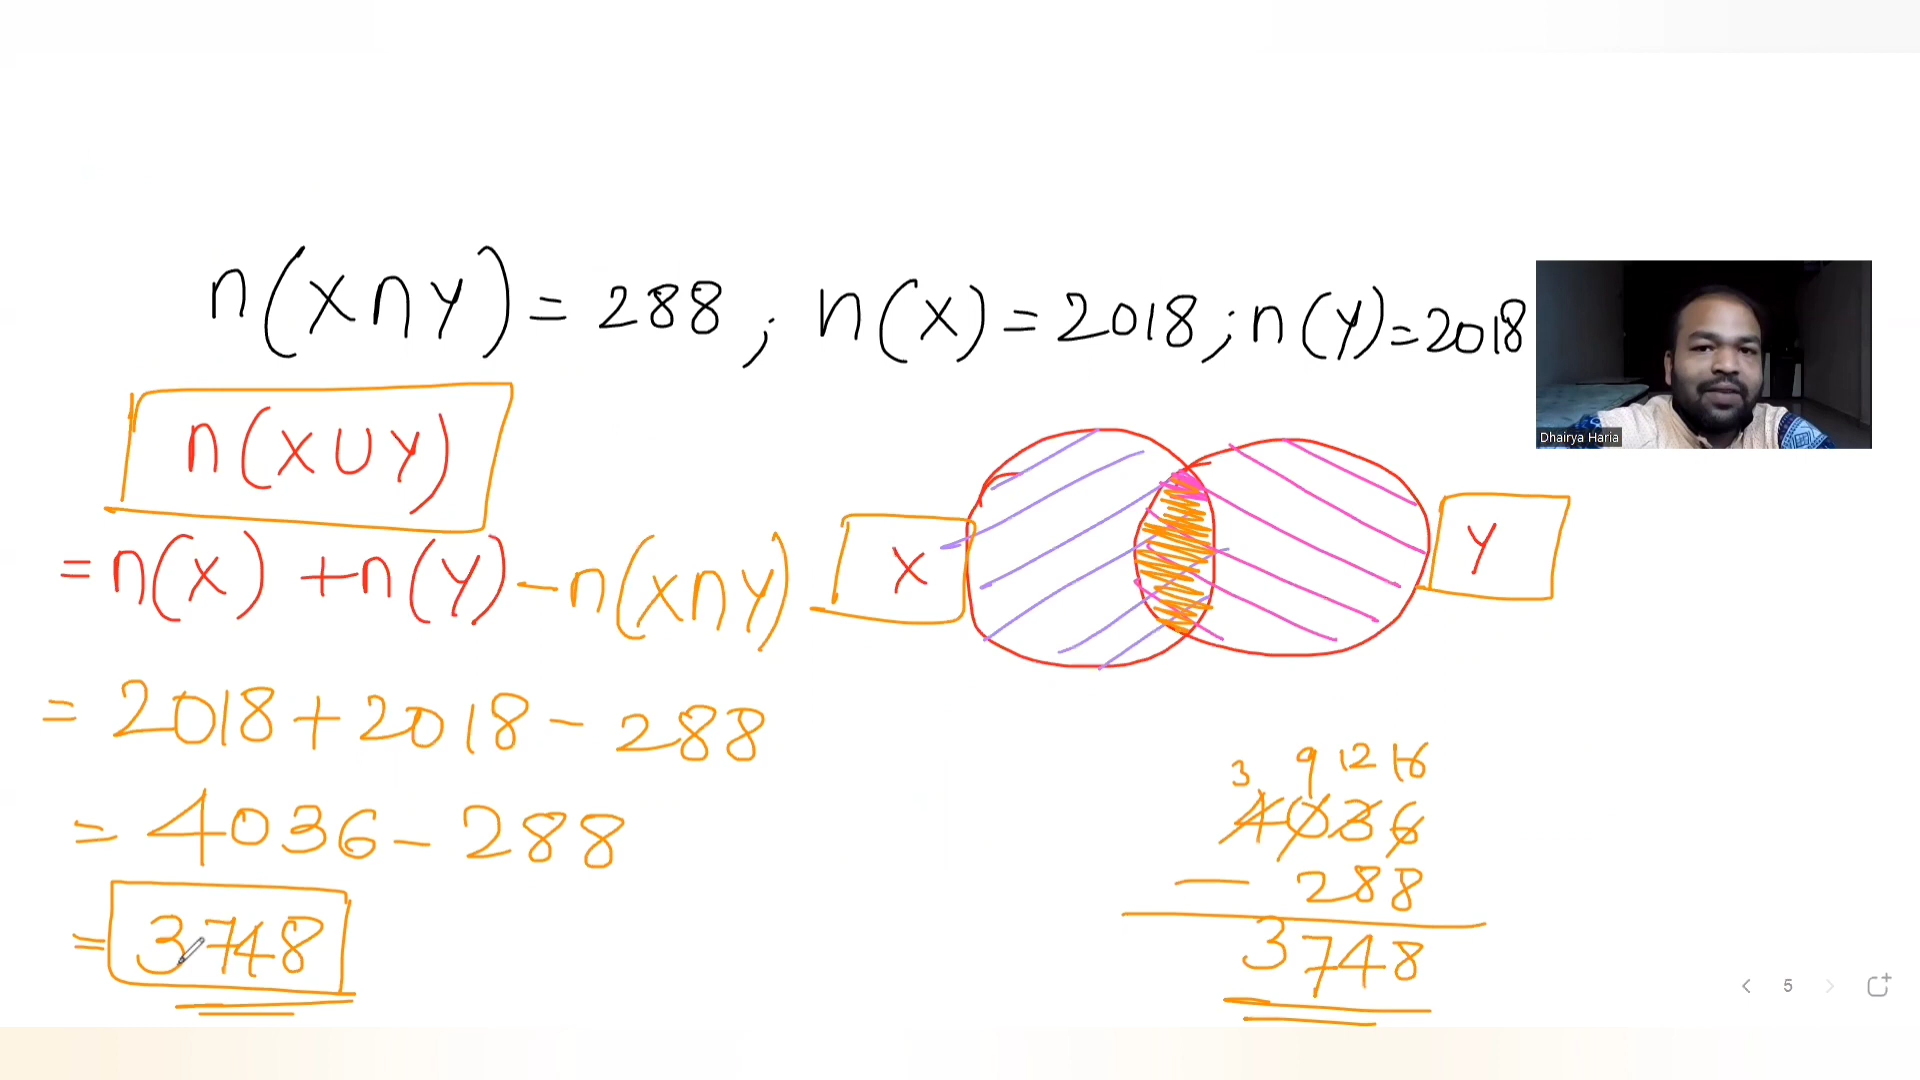 n(X∩Y) = 288 ; n(X) = 2018 ; n(Y) = 2018
Dhairya Haria
n(X∪Y)
= n(X) + n(Y) - n(X∩Y)
X
Y
= 2018 + 2018 - 288
= 4036 - 288
= 3748
3 9 12 16
4036
- 288
3748
5